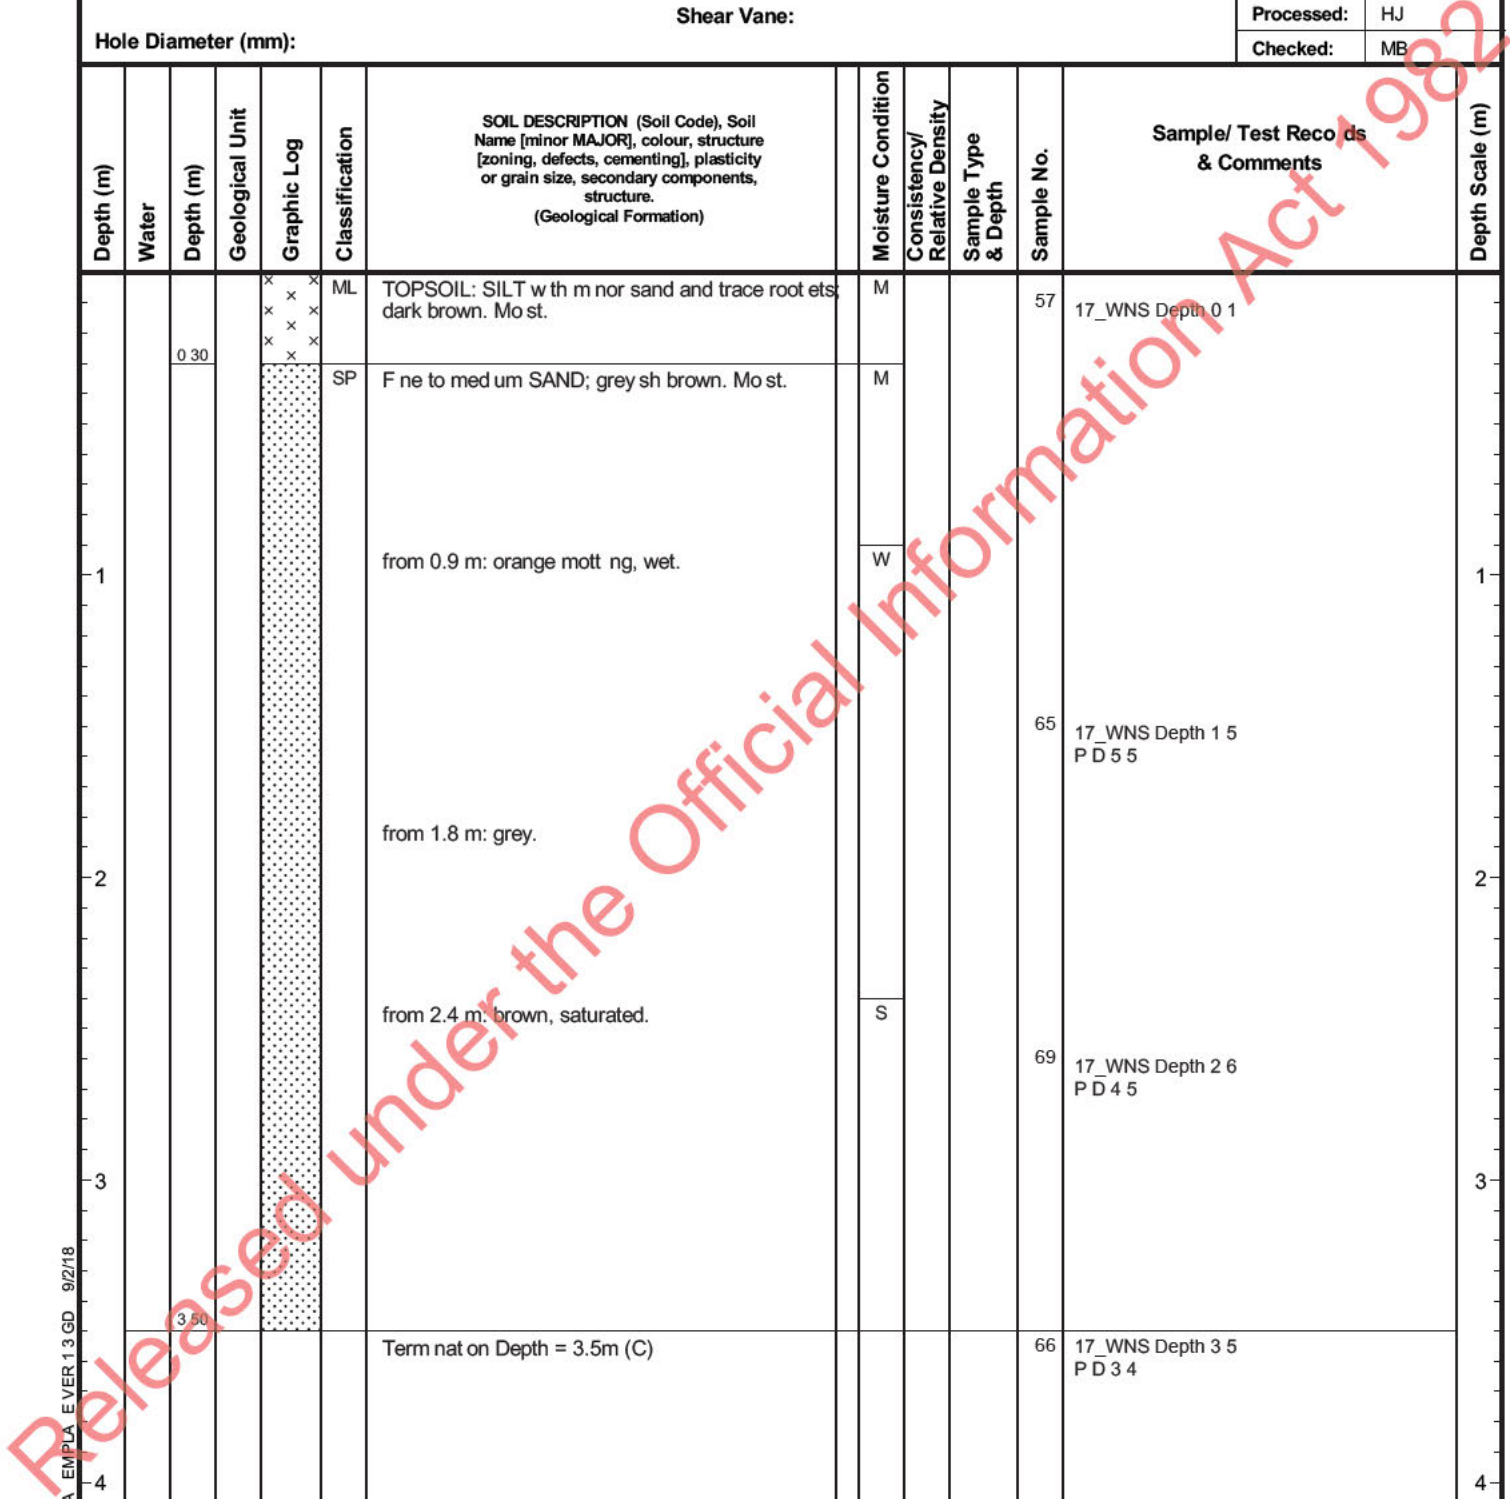 Shear Vane:
Processed: HJ
Hole Diameter (mm):
Checked: MB
Depth (m)
Water
Depth (m)
Geological Unit
Graphic Log
Classification
SOIL DESCRIPTION (Soil Code), Soil
Name [minor MAJOR], colour, structure
[zoning, defects, cementing], plasticity
or grain size, secondary components,
structure.
(Geological Formation)
Moisture Condition
Consistency/
Relative Density
Sample Type
& Depth
Sample No.
Sample/ Test Reco ds
& Comments
Depth Scale (m)
ML TOPSOIL: SILT w th m nor sand and trace root ets; M
dark brown. Mo st.
57 17_WNS Depth 0 1
0 30
SP F ne to med um SAND; grey sh brown. Mo st. M
from 0.9 m: orange mott ng, wet. W
1 1
65 17_WNS Depth 1 5
P D 5 5
from 1.8 m: grey.
2 2
from 2.4 m: brown, saturated. S
69 17_WNS Depth 2 6
P D 4 5
3 3
3 50
Term nat on Depth = 3.5m (C) 66 17_WNS Depth 3 5
P D 3 4
4 4
A EMPLA E VER 1 3 GD 9/2/18
Released under the Official Information Act 1982